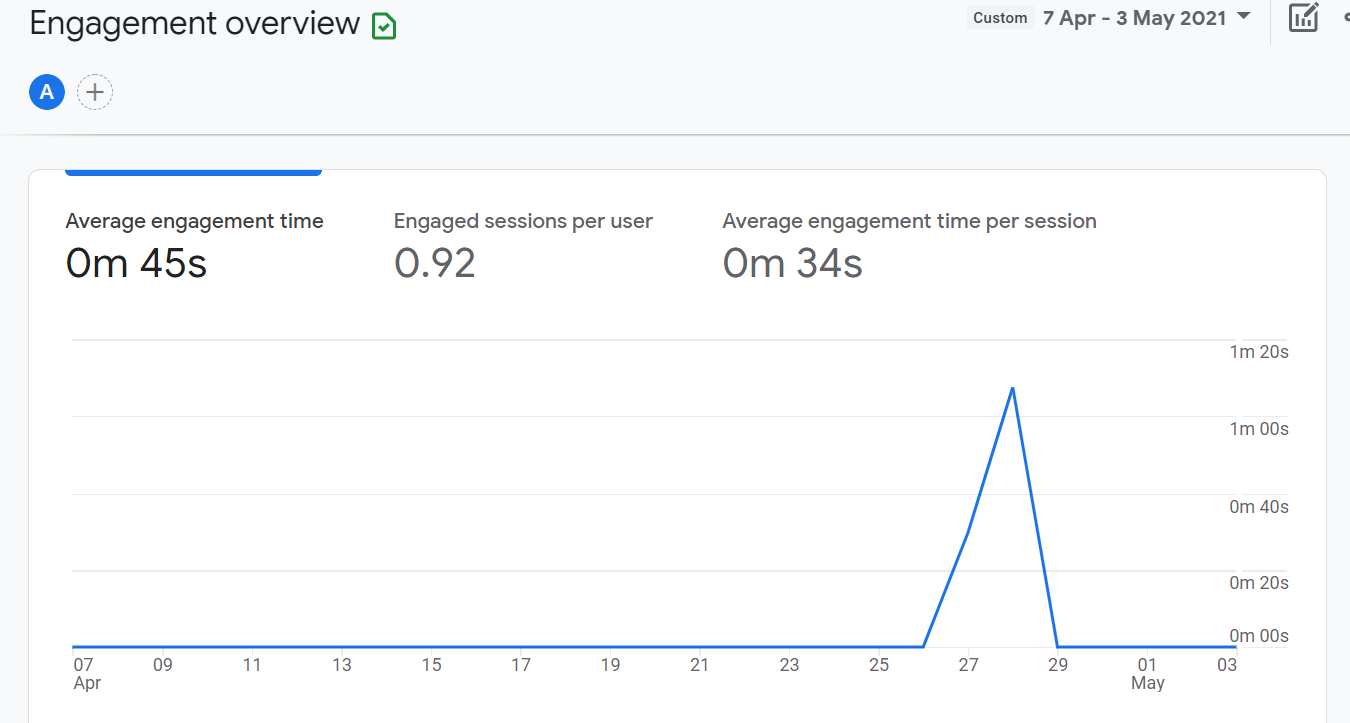 Engagement overview
Custom 7 Apr - 3 May 2021
A
Average engagement time
0m 45s
Engaged sessions per user
0.92
Average engagement time per session
0m 34s
1m 20s
1m 00s
0m 40s
0m 20s
0m 00s
07 09 11 13 15 17 19 21 23 25 27 29 01 03
Apr May